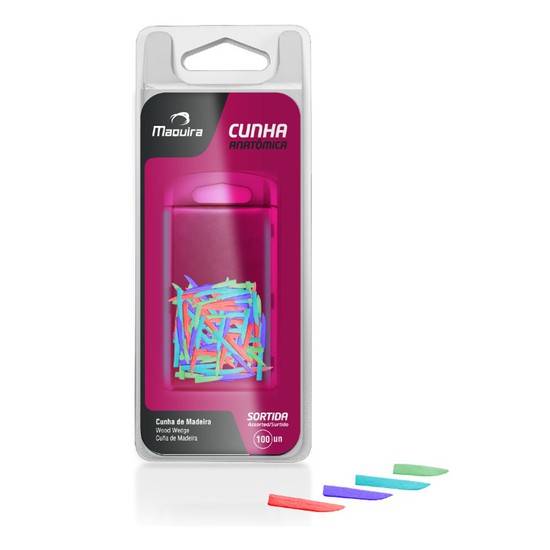 Maquira
CUNHA
ANATÔMICA
Cunha de Madeira
Wood Wedge
Cuña de Madeira
SORTIDA
Assorted/Surtido
100 un